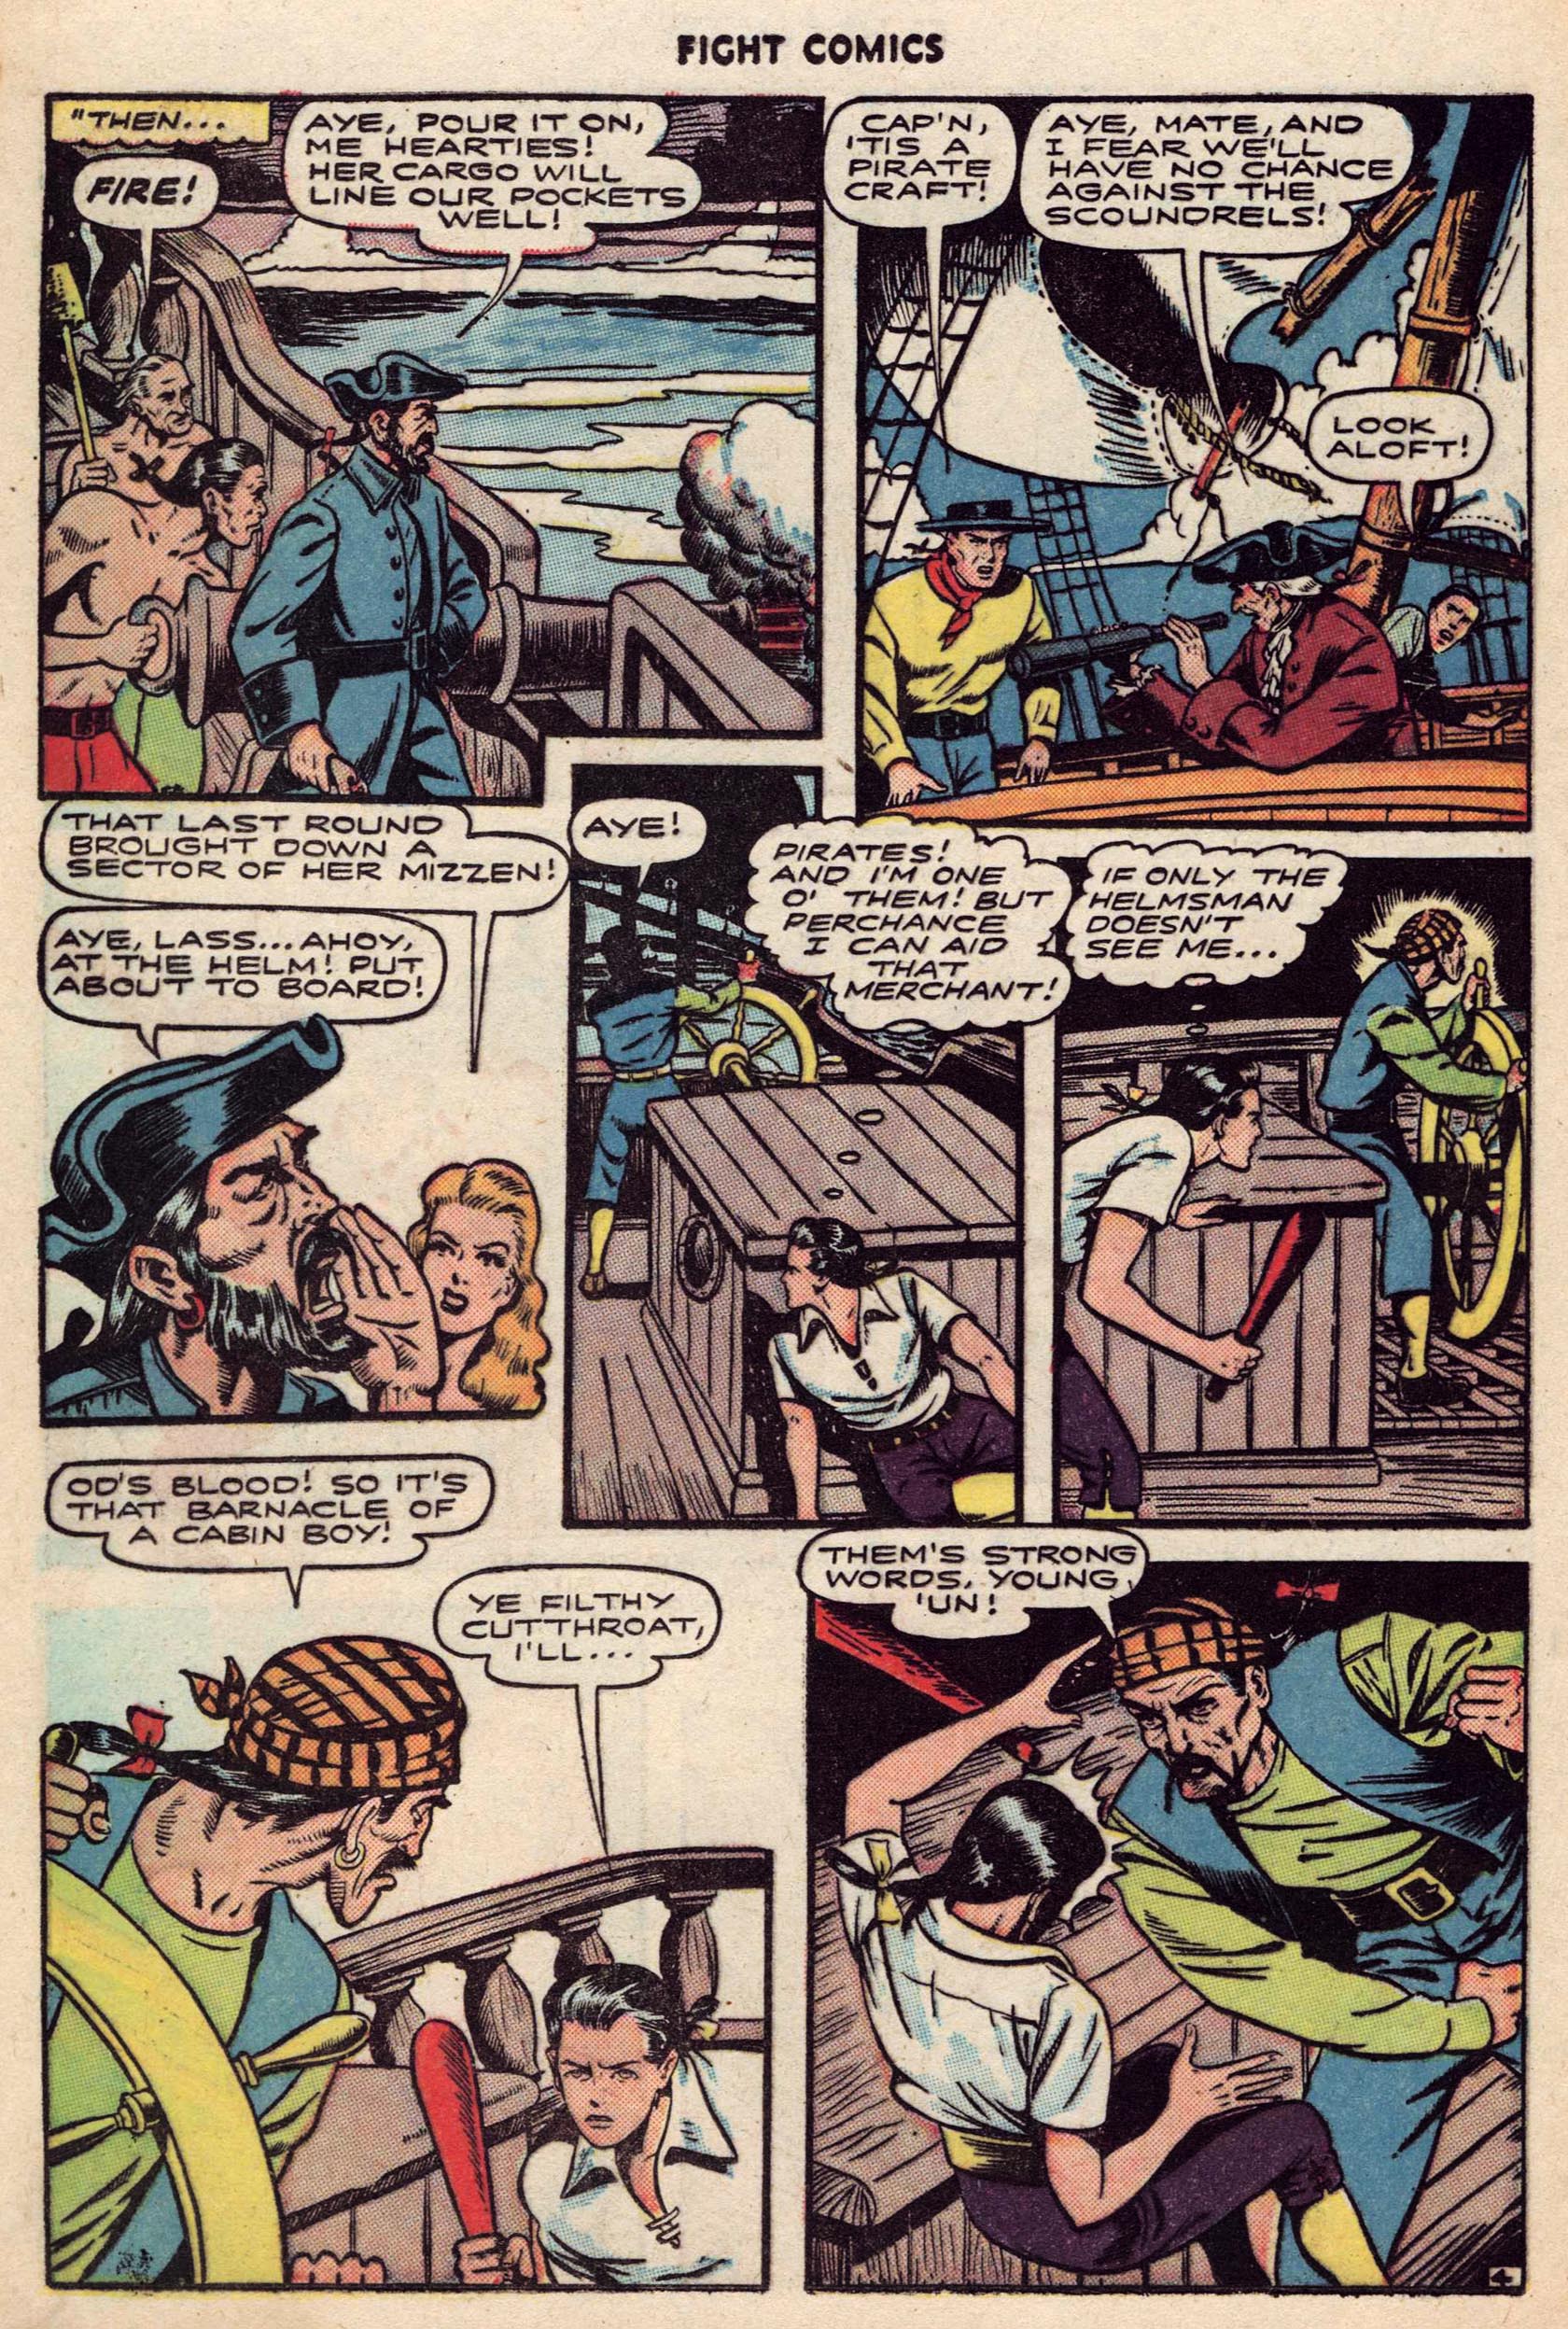 FIGHT COMICS
"THEN...
FIRE!
AYE, POUR IT ON,
ME HEARTIES!
HER CARGO WILL
LINE OUR POCKETS
WELL!
CAP'N,
'TIS A
PIRATE
CRAFT!
AYE, MATE, AND
I FEAR WE'LL
HAVE NO CHANCE
AGAINST THE
SCOUNDRELS!
LOOK
ALOFT!
THAT LAST ROUND
BROUGHT DOWN A
SECTOR OF HER MIZZEN!
AYE, LASS... AHOY,
AT THE HELM! PUT
ABOUT TO BOARD!
AYE!
PIRATES!
AND I'M ONE
O' THEM! BUT
PERCHANCE
I CAN AID
THAT
MERCHANT!
IF ONLY THE
HELMSMAN
DOESN'T
SEE ME...
OD'S BLOOD! SO IT'S
THAT BARNACLE OF
A CABIN BOY!
YE FILTHY
CUTTHROAT,
I'LL...
THEM'S STRONG
WORDS, YOUNG
'UN!
4